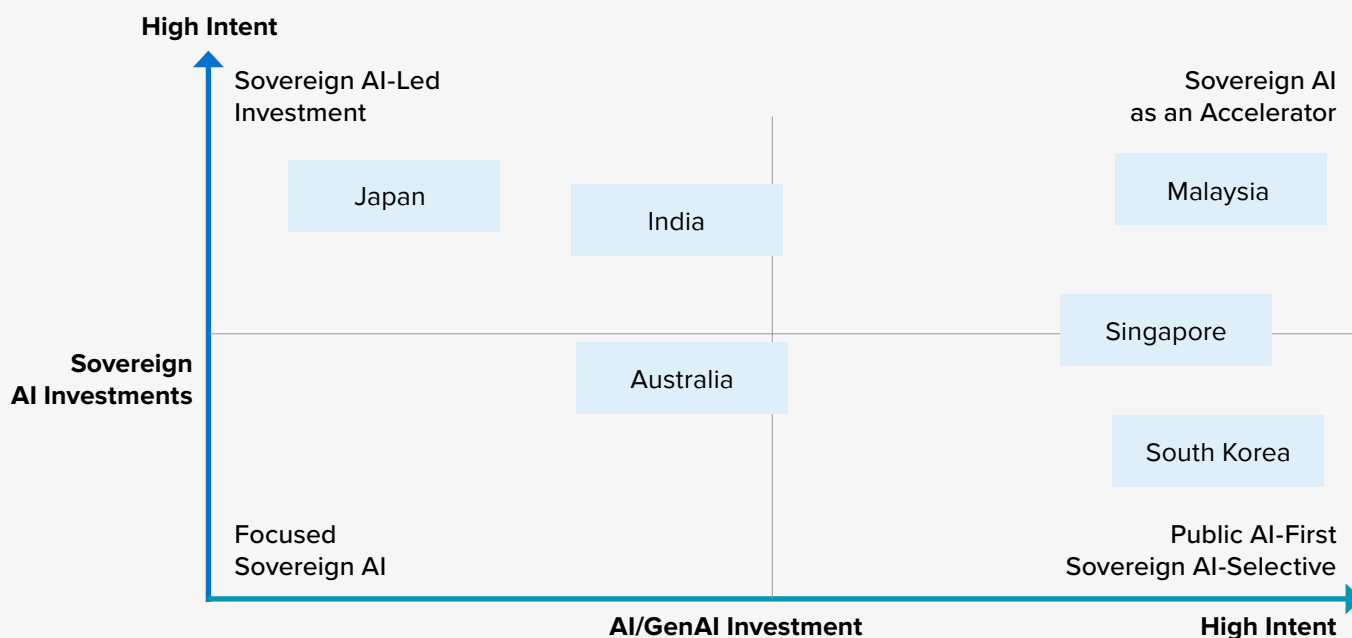 High Intent
Sovereign AI-Led
Investment
Sovereign AI
as an Accelerator
Japan
India
Malaysia
Singapore
Sovereign
AI Investments
Australia
South Korea
Focused
Sovereign AI
Public AI-First
Sovereign AI-Selective
AI/GenAI Investment
High Intent